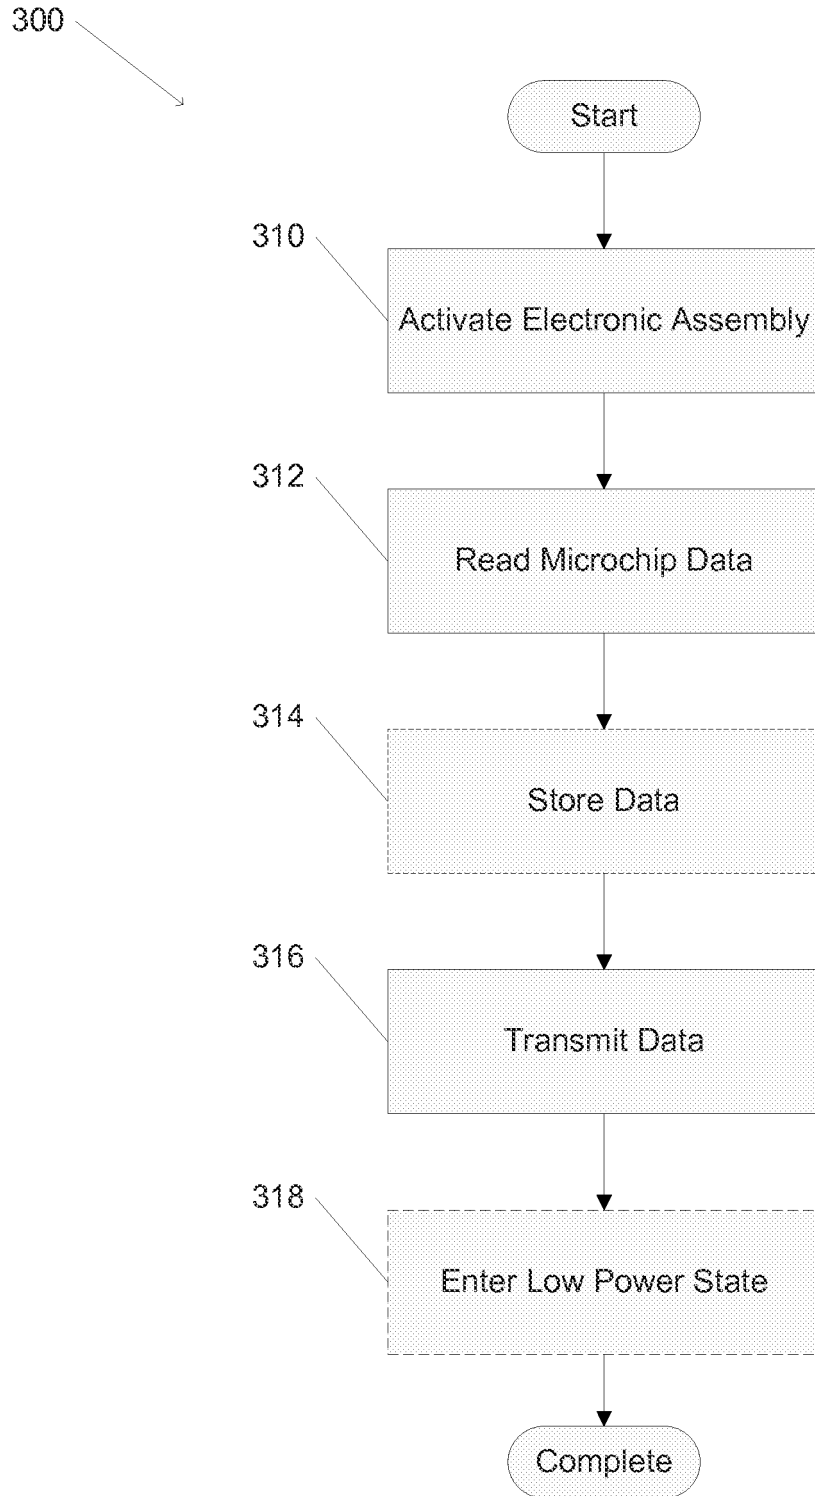 300
Start
310
Activate Electronic Assembly
312
Read Microchip Data
314
Store Data
316
Transmit Data
318
Enter Low Power State
Complete